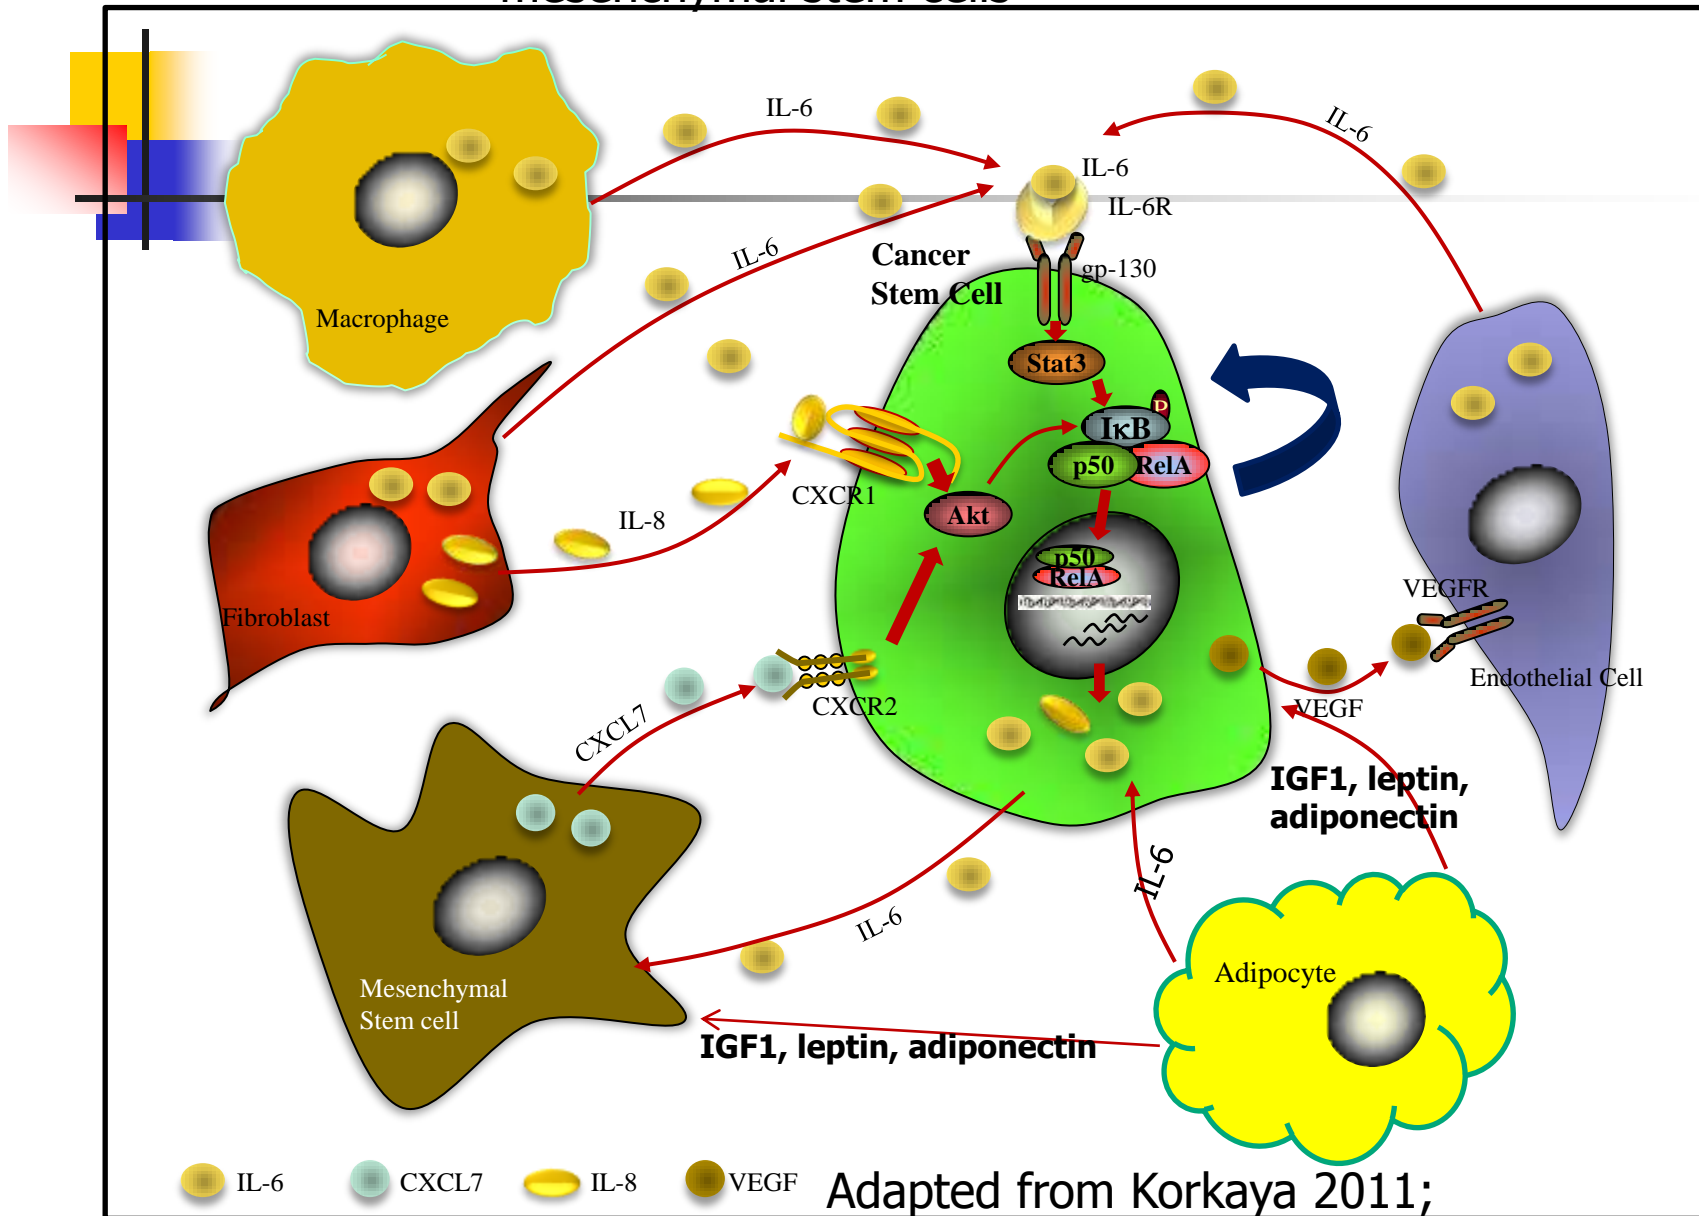 mesenchymal stem cells
IL-6
IL-6
IL-6
IL-6R
IL-6
Cancer
Stem Cell
gp-130
Macrophage
Stat3
P
IκB
p50
RelA
CXCR1
Akt
IL-8
p50
RelA
Fibroblast
VEGFR
Endothelial Cell
VEGF
CXCR2
CXCL7
IGF1, leptin,
adiponectin
IL-6
IL-6
Adipocyte
Mesenchymal
Stem cell
IGF1, leptin, adiponectin
IL-6
CXCL7
IL-8
VEGF
Adapted from Korkaya 2011;